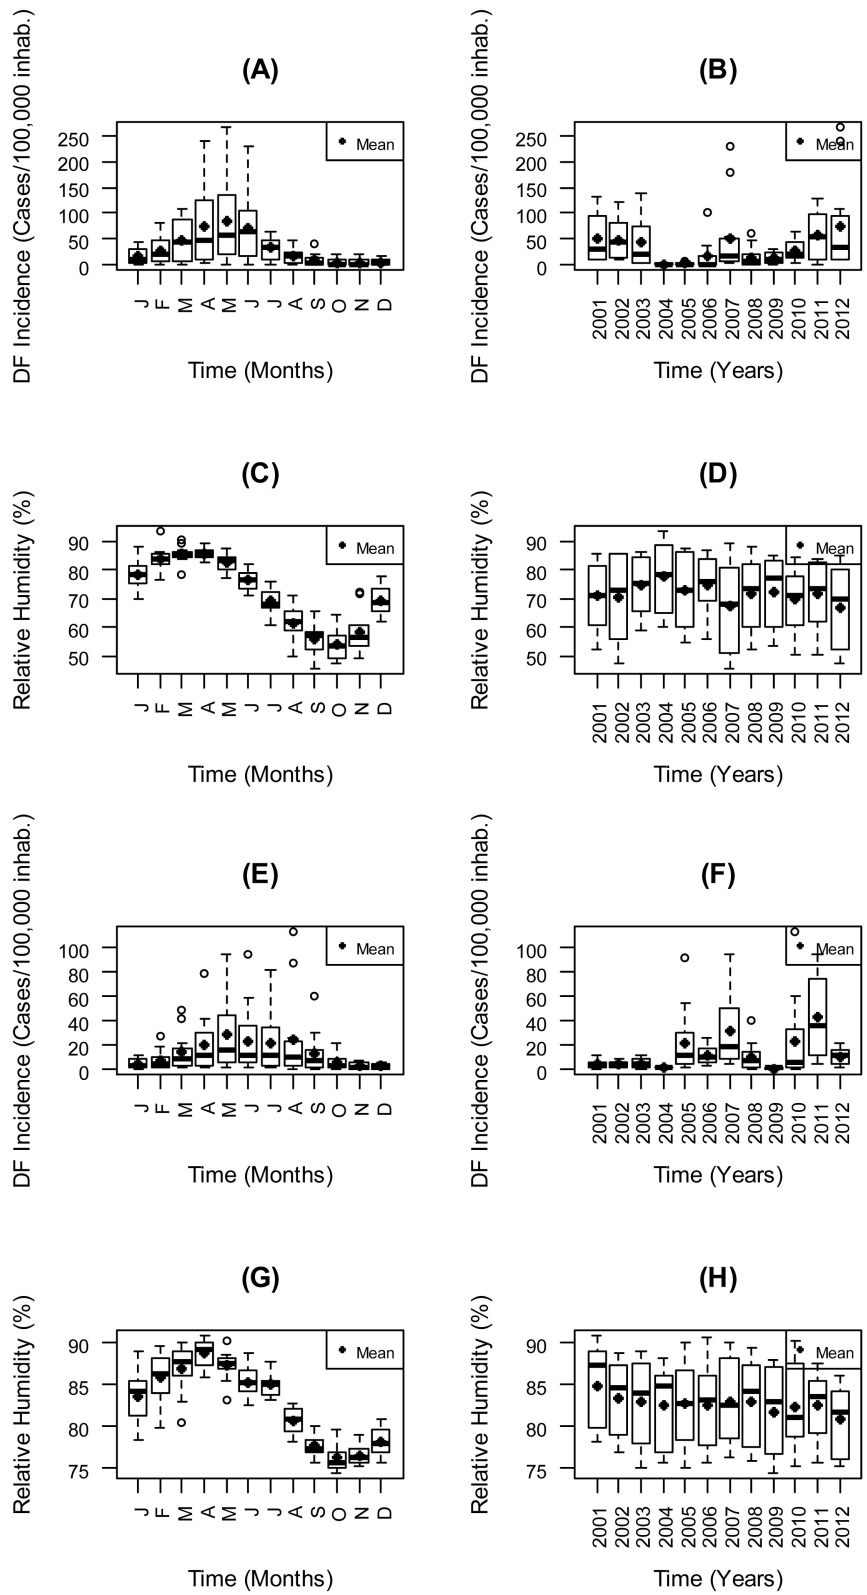 (A)
DF Incidence (Cases/100,000 inhab.)
250
200
150
100
50
0
Mean
J F M A M J J A S O N D
Time (Months)
(B)
DF Incidence (Cases/100,000 inhab.)
250
200
150
100
50
0
Mean
2001 2002 2003 2004 2005 2006 2007 2008 2009 2010 2011 2012
Time (Years)
(C)
Relative Humidity (%)
90
80
70
60
50
Mean
J F M A M J J A S O N D
Time (Months)
(D)
Relative Humidity (%)
90
80
70
60
50
Mean
2001 2002 2003 2004 2005 2006 2007 2008 2009 2010 2011 2012
Time (Years)
(E)
DF Incidence (Cases/100,000 inhab.)
100
80
60
40
20
0
Mean
J F M A M J J A S O N D
Time (Months)
(F)
DF Incidence (Cases/100,000 inhab.)
100
80
60
40
20
0
Mean
2001 2002 2003 2004 2005 2006 2007 2008 2009 2010 2011 2012
Time (Years)
(G)
Relative Humidity (%)
90
85
80
75
Mean
J F M A M J J A S O N D
Time (Months)
(H)
Relative Humidity (%)
90
85
80
75
Mean
2001 2002 2003 2004 2005 2006 2007 2008 2009 2010 2011 2012
Time (Years)